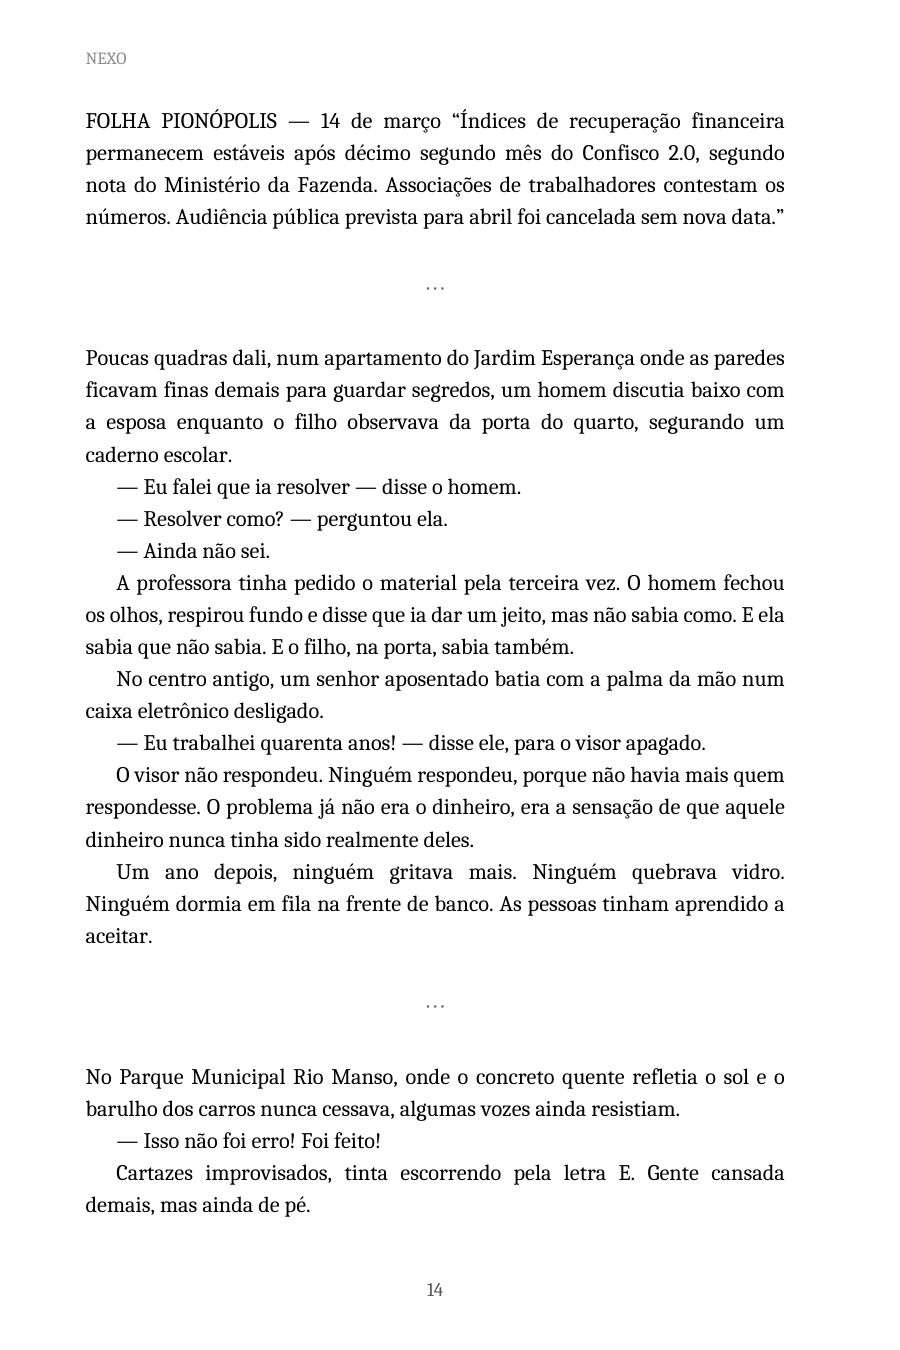 NEXO
FOLHA PIONÓPOLIS — 14 de março “Índices de recuperação financeira
permanecem estáveis após décimo segundo mês do Confisco 2.0, segundo
nota do Ministério da Fazenda. Associações de trabalhadores contestam os
números. Audiência pública prevista para abril foi cancelada sem nova data.”
...
Poucas quadras dali, num apartamento do Jardim Esperança onde as paredes
ficavam finas demais para guardar segredos, um homem discutia baixo com
a esposa enquanto o filho observava da porta do quarto, segurando um
caderno escolar.
— Eu falei que ia resolver — disse o homem.
— Resolver como? — perguntou ela.
— Ainda não sei.
A professora tinha pedido o material pela terceira vez. O homem fechou
os olhos, respirou fundo e disse que ia dar um jeito, mas não sabia como. E ela
sabia que não sabia. E o filho, na porta, sabia também.
No centro antigo, um senhor aposentado batia com a palma da mão num
caixa eletrônico desligado.
— Eu trabalhei quarenta anos! — disse ele, para o visor apagado.
O visor não respondeu. Ninguém respondeu, porque não havia mais quem
respondesse. O problema já não era o dinheiro, era a sensação de que aquele
dinheiro nunca tinha sido realmente deles.
Um ano depois, ninguém gritava mais. Ninguém quebrava vidro.
Ninguém dormia em fila na frente de banco. As pessoas tinham aprendido a
aceitar.
...
No Parque Municipal Rio Manso, onde o concreto quente refletia o sol e o
barulho dos carros nunca cessava, algumas vozes ainda resistiam.
— Isso não foi erro! Foi feito!
Cartazes improvisados, tinta escorrendo pela letra E. Gente cansada
demais, mas ainda de pé.
14